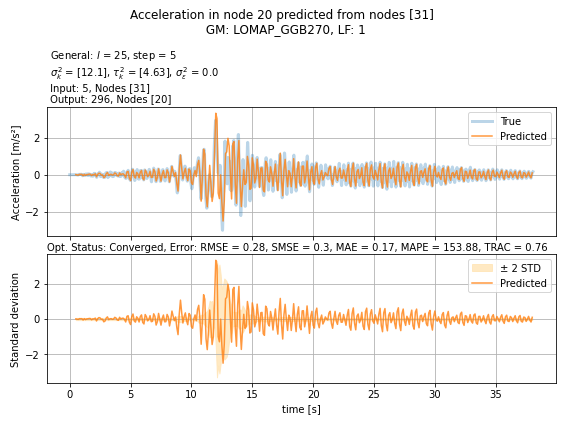 Acceleration in node 20 predicted from nodes [31]
GM: LOMAP_GGB270, LF: 1
General: l = 25, step = 5
σ²ₖ = [12.1], τ²ₖ = [4.63], σ²ε = 0.0
Input: 5, Nodes [31]
Output: 296, Nodes [20]
Acceleration [m/s²]
2
0
−2
True
Predicted
Opt. Status: Converged, Error: RMSE = 0.28, SMSE = 0.3, MAE = 0.17, MAPE = 153.88, TRAC = 0.76
Standard deviation
2
0
−2
± 2 STD
Predicted
0 5 10 15 20 25 30 35
time [s]